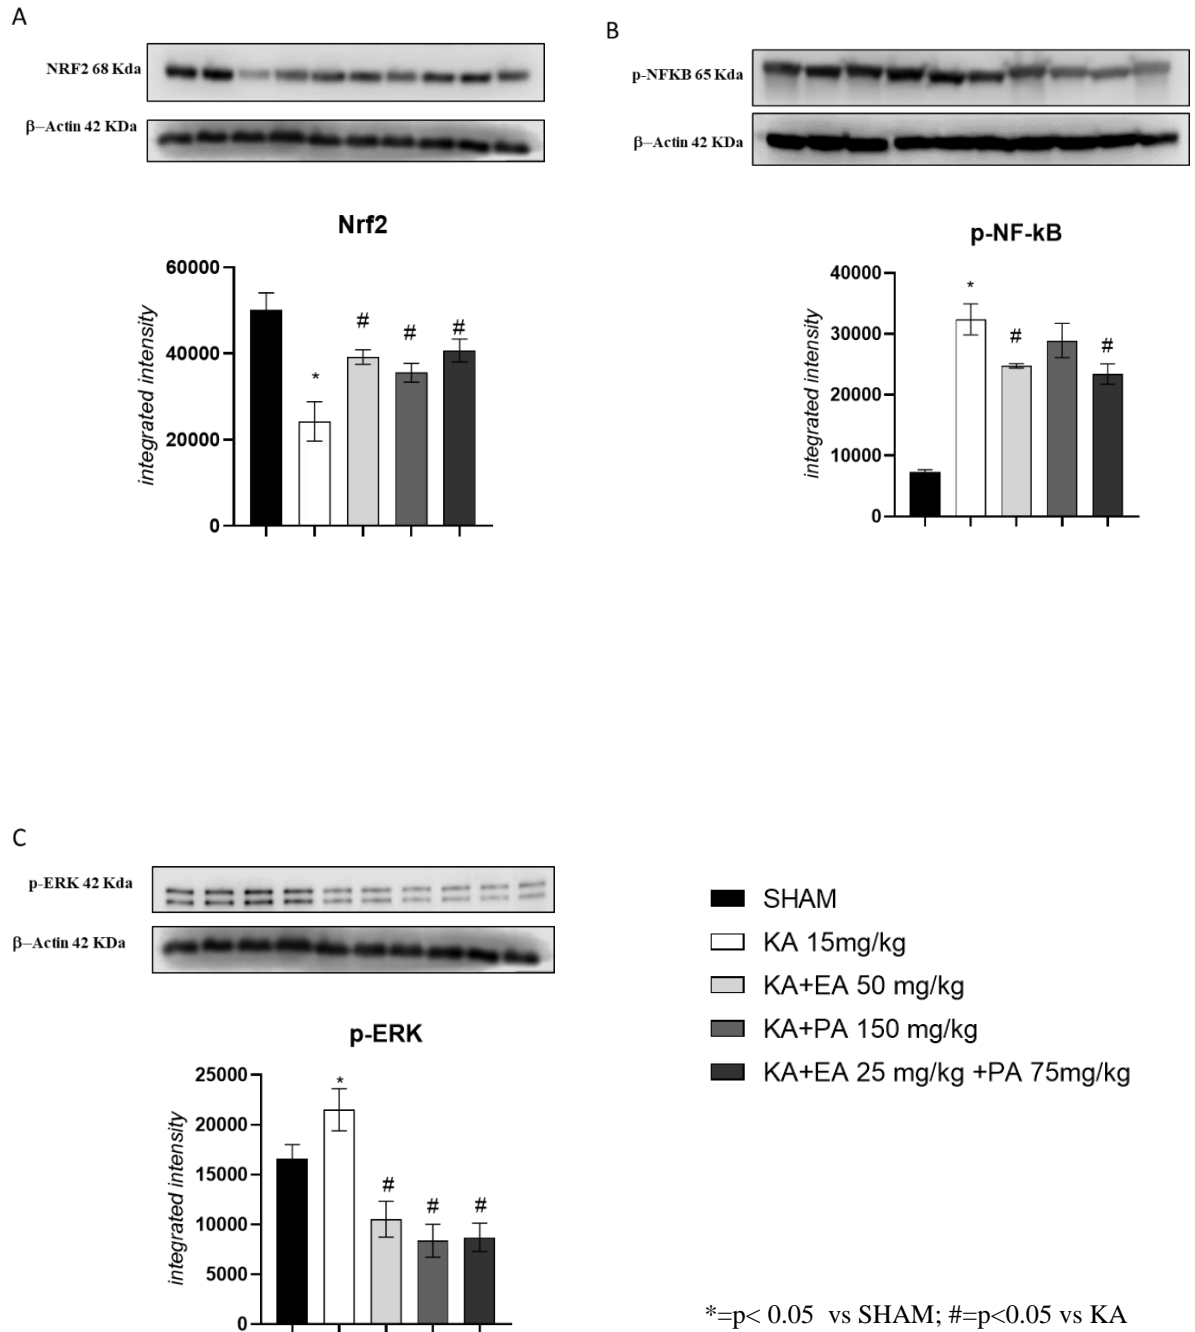 A
NRF2 68 Kda
β–Actin 42 KDa
Nrf2
integrated intensity
60000
40000
20000
0
*
#
#
#
B
p-NFKB 65 Kda
β–Actin 42 KDa
p-NF-kB
integrated intensity
40000
30000
20000
10000
0
*
#
#
C
p-ERK 42 Kda
β–Actin 42 KDa
p-ERK
integrated intensity
25000
20000
15000
10000
5000
0
*
#
#
#
SHAM
KA 15mg/kg
KA+EA 50 mg/kg
KA+PA 150 mg/kg
KA+EA 25 mg/kg +PA 75mg/kg
*=p< 0.05 vs SHAM; #=p<0.05 vs KA